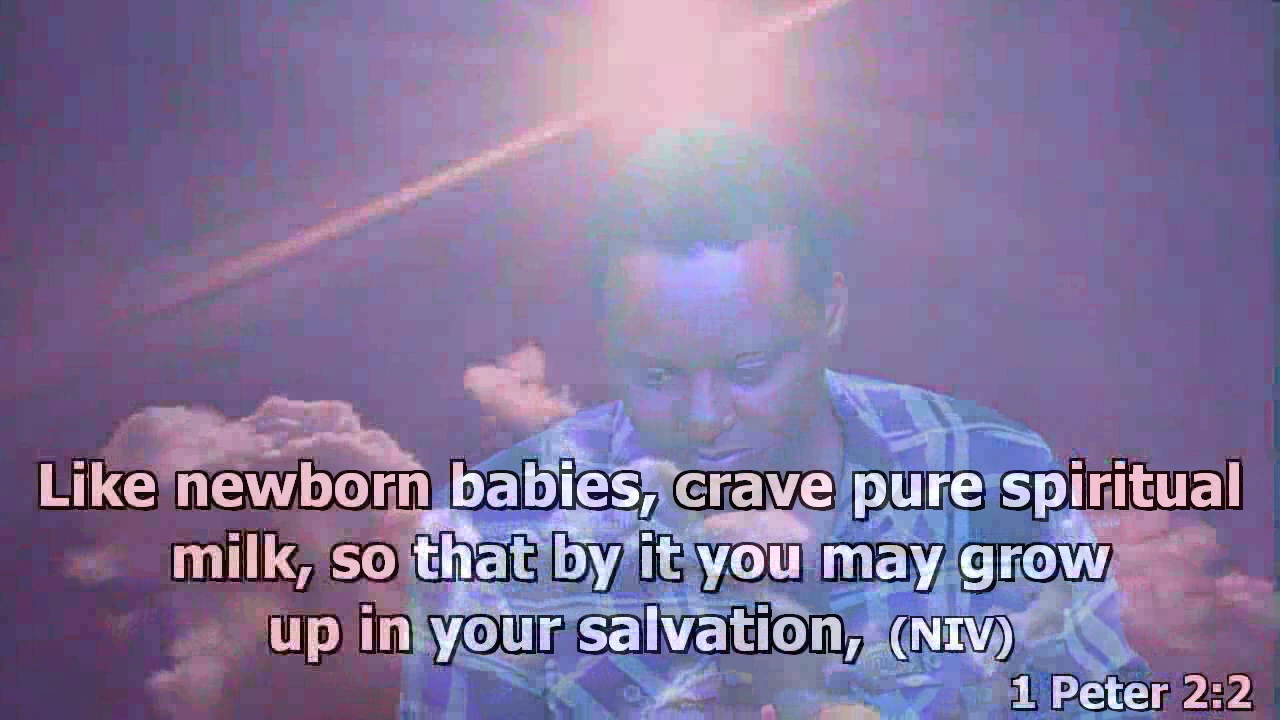 Like newborn babies, crave pure spiritual
milk, so that by it you may grow
up in your salvation, (NIV)
1 Peter 2:2